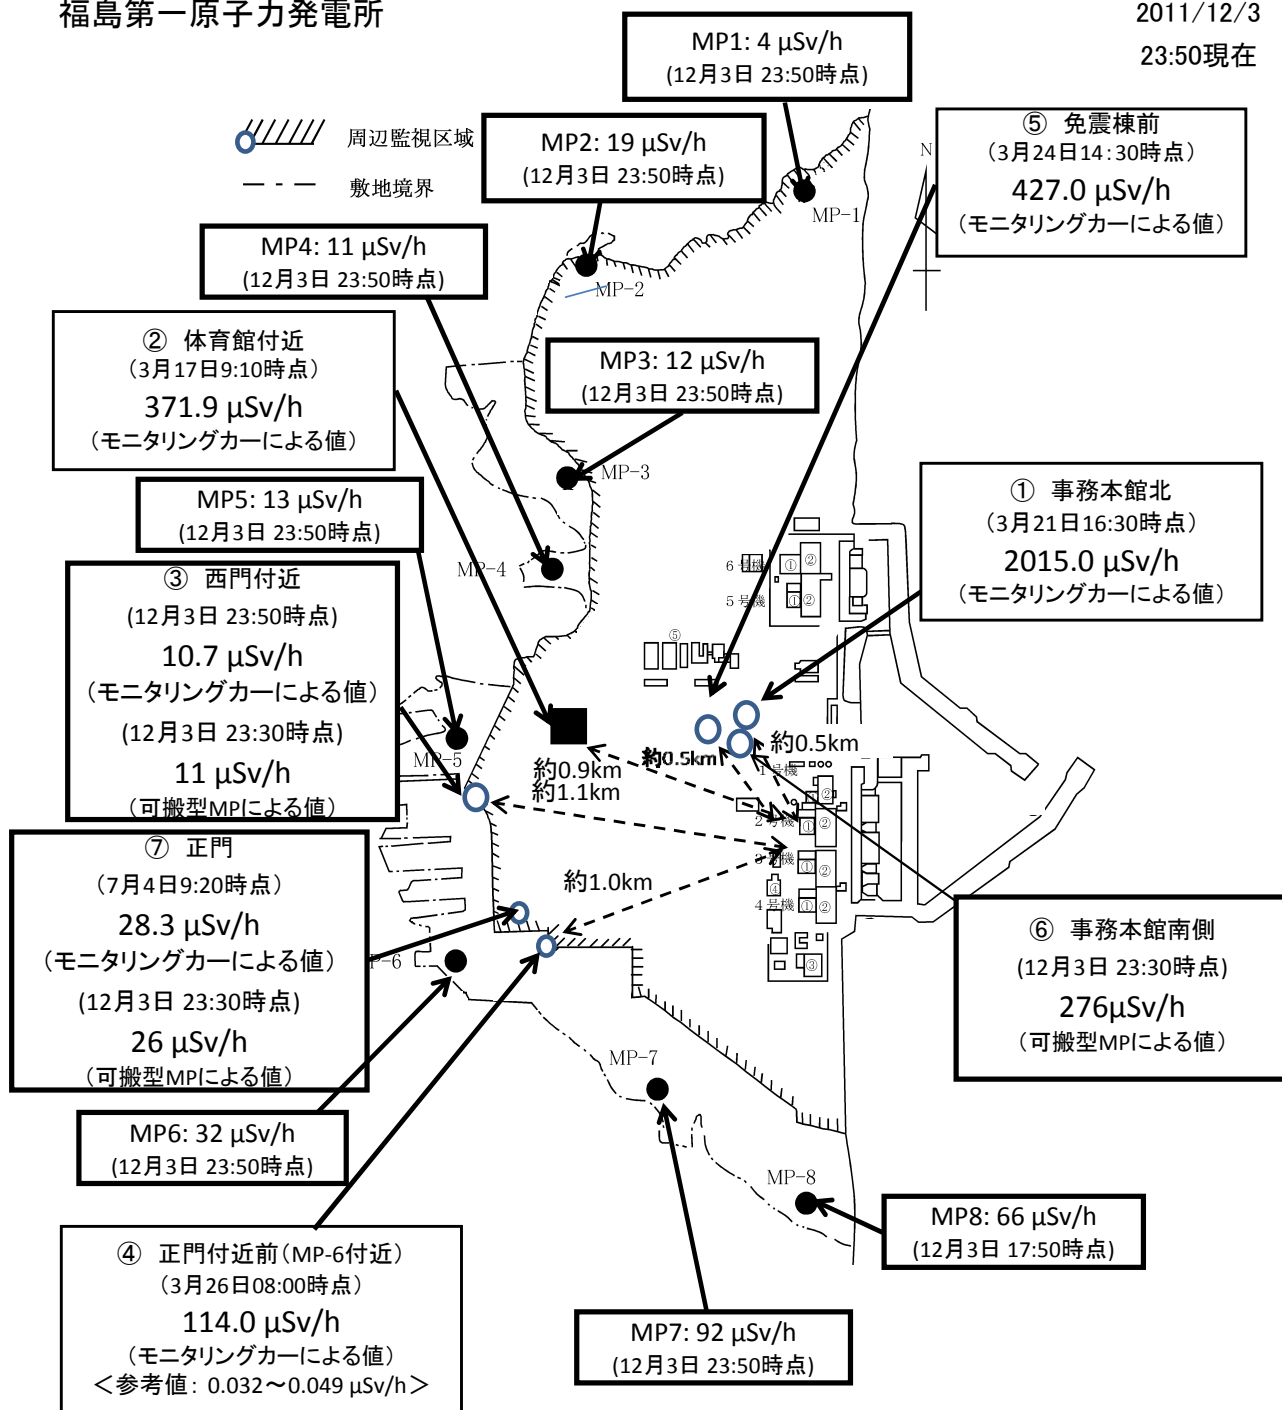 福島第一原子力発電所
2011/12/3
23:50現在
MP1: 4 μSv/h
(12月3日 23:50時点)
周辺監視区域
敷地境界
MP2: 19 μSv/h
(12月3日 23:50時点)
⑤ 免震棟前
(3月24日14:30時点)
427.0 μSv/h
(モニタリングカーによる値)
N
MP-1
MP4: 11 μSv/h
(12月3日 23:50時点)
MP-2
② 体育館付近
(3月17日9:10時点)
371.9 μSv/h
(モニタリングカーによる値)
MP3: 12 μSv/h
(12月3日 23:50時点)
MP-3
MP5: 13 μSv/h
(12月3日 23:50時点)
① 事務本館北
(3月21日16:30時点)
2015.0 μSv/h
(モニタリングカーによる値)
MP-4
③ 西門付近
(12月3日 23:50時点)
10.7 μSv/h
(モニタリングカーによる値)
(12月3日 23:30時点)
11 μSv/h
(可搬型MPによる値)
6号機
①
②
5号機
①
②
⑤
MP-5
約0.9km
約1.1km
約0.5km
約0.5km
1号機
②
2号機
①
②
3号機
①
②
④
4号機
①
②
③
約1.0km
⑦ 正門
(7月4日9:20時点)
28.3 μSv/h
(モニタリングカーによる値)
(12月3日 23:30時点)
26 μSv/h
(可搬型MPによる値)
P-6
⑥ 事務本館南側
(12月3日 23:30時点)
276μSv/h
(可搬型MPによる値)
MP-7
MP6: 32 μSv/h
(12月3日 23:50時点)
MP-8
MP8: 66 μSv/h
(12月3日 17:50時点)
④ 正門付近前(MP-6付近)
(3月26日08:00時点)
114.0 μSv/h
(モニタリングカーによる値)
<参考値: 0.032～0.049 μSv/h>
MP7: 92 μSv/h
(12月3日 23:50時点)